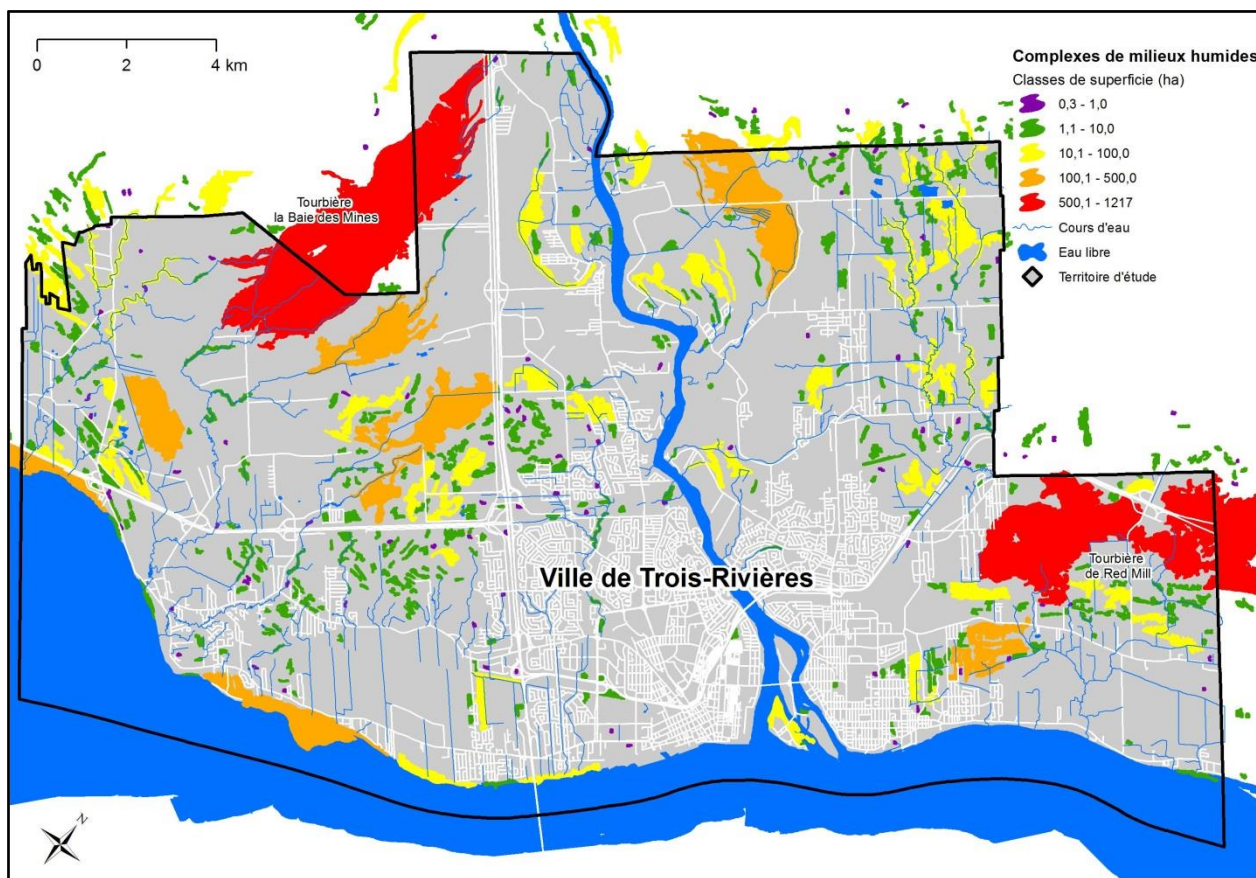 0 2 4 km
Complexes de milieux humides
Classes de superficie (ha)
0,3 - 1,0
1,1 - 10,0
10,1 - 100,0
100,1 - 500,0
500,1 - 1217
Cours d'eau
Eau libre
Territoire d'étude
Tourbière
la Baie des Mines
Tourbière
de Red Mill
Ville de Trois-Rivières
N